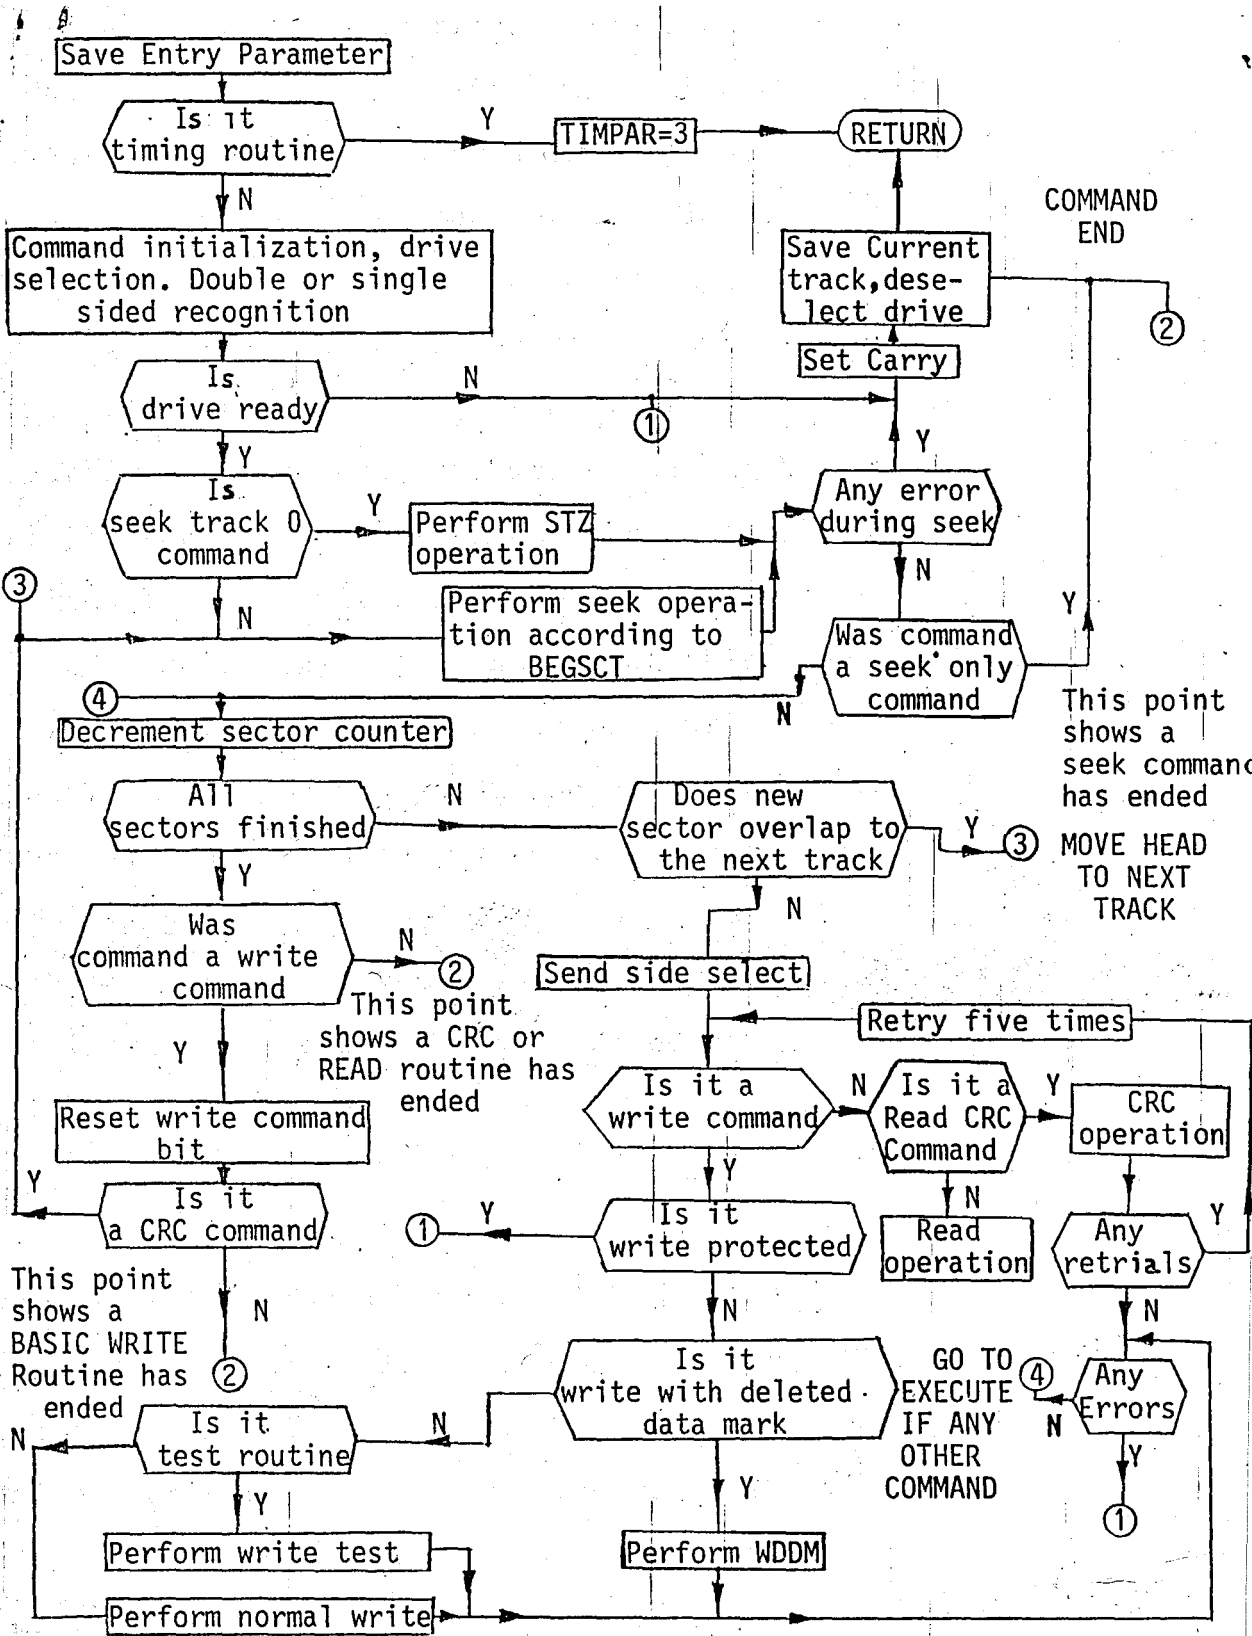 Save Entry Parameter
Is it
timing routine
Y
TIMPAR=3
RETURN
N
COMMAND
END
Command initialization, drive
selection. Double or single
sided recognition
Save Current
track,dese-
lect drive
2
Set Carry
Is
drive ready
N
1
Y
Y
Is
seek track 0
command
Y
Perform STZ
operation
Any error
during seek
3
N
N
Perform seek opera-
tion according to
BEGSCT
Y
Was command
a seek only
command
4
N
This point
shows a
seek comman
has ended
Decrement sector counter
All
sectors finished
N
Does new
sector overlap to
the next track
Y
3
MOVE HEAD
TO NEXT
TRACK
Y
N
Was
command a write
command
N
2
Send side select
This point
shows a CRC or
READ routine has
ended
Retry five times
Y
Is it a
write command
N
Is it a
Read CRC
Command
Y
CRC
operation
Reset write command
bit
Y
N
Y
Is it
a CRC command
1
Y
Is it
write protected
Read
operation
Any
retrials
Y
This point
shows a
BASIC WRITE
Routine has
ended
N
2
N
N
Is it
write with deleted
data mark
GO TO
EXECUTE
IF ANY
OTHER
COMMAND
4
N
Any
Errors
Y
1
N
Is it
test routine
N
Y
Y
Perform write test
Perform WDDM
Perform normal write